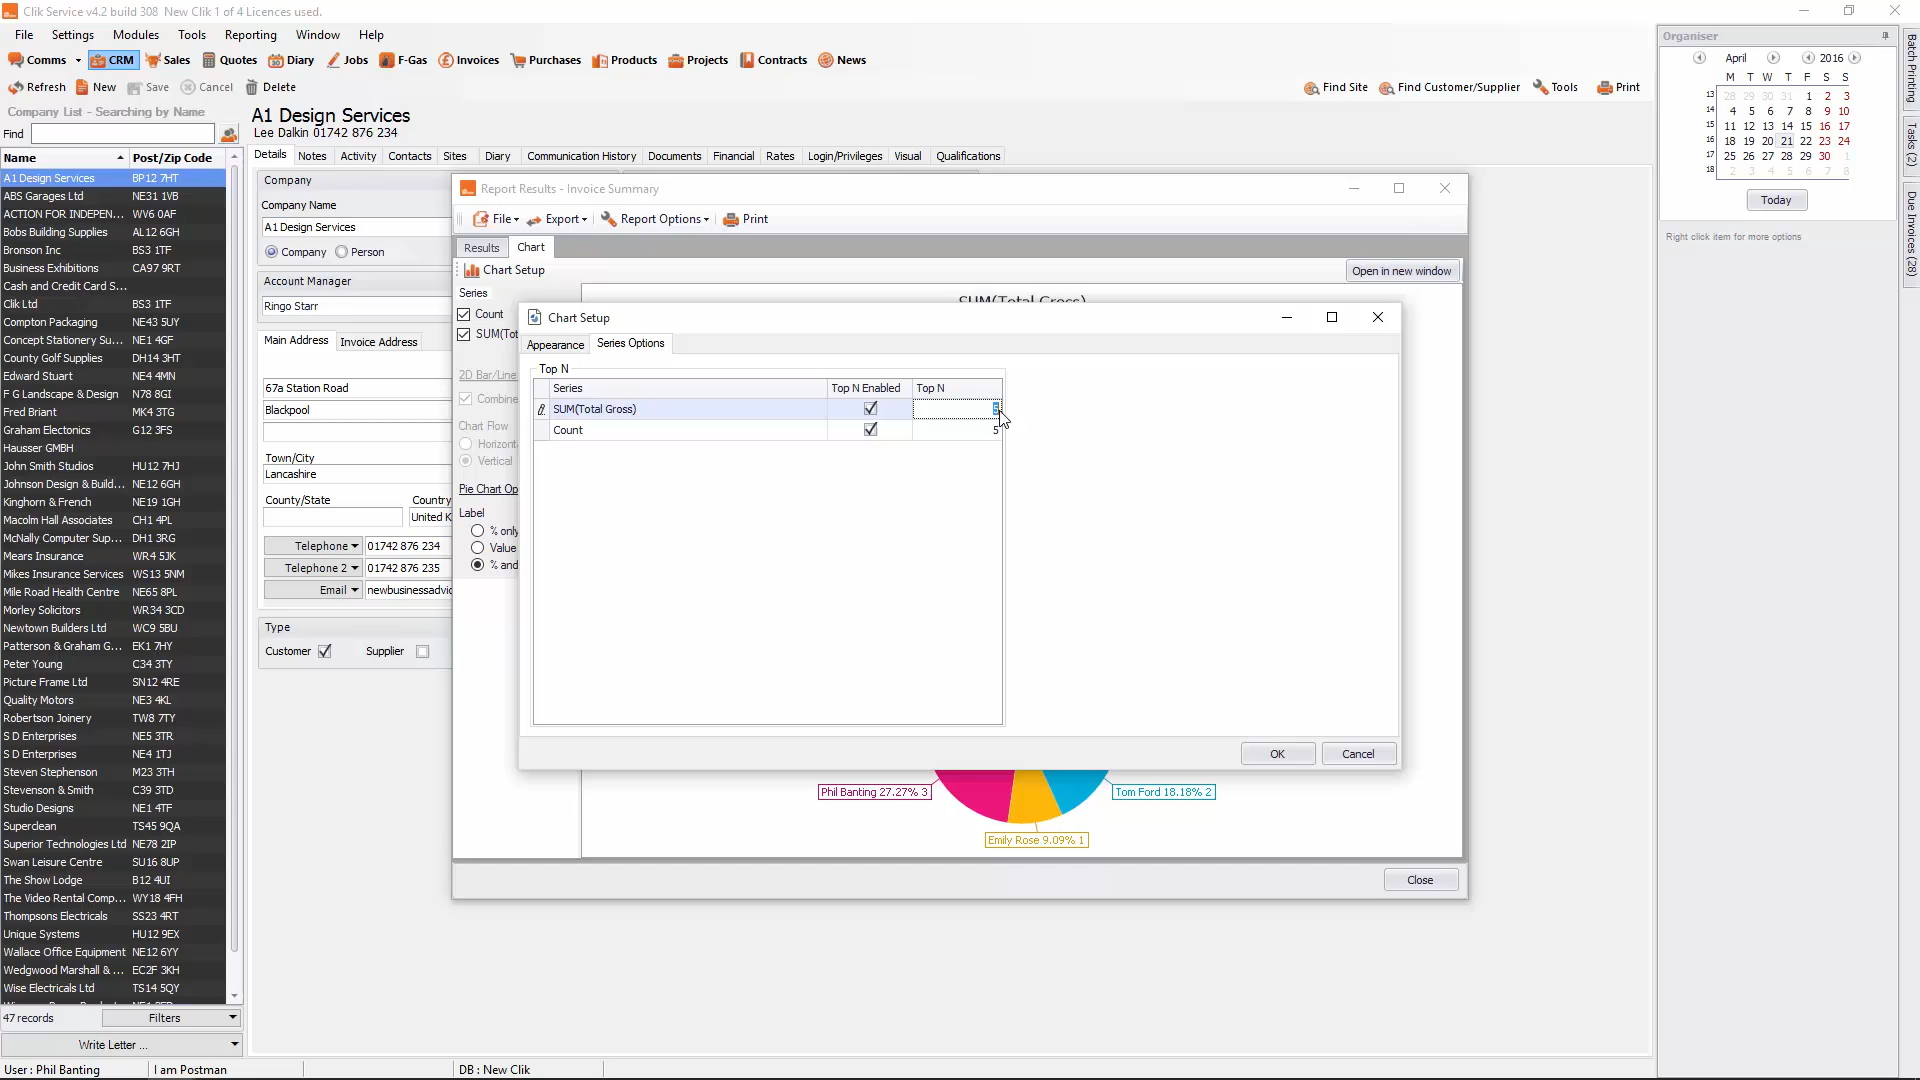 Clik Service v4.2 build 308  New Clik 1 of 4 Licences used.
File Settings Modules Tools Reporting Window Help
Comms CRM Sales Quotes Diary Jobs F-Gas Invoices Purchases Products Projects Contracts News
Refresh New Save Cancel Delete Find Site Find Customer/Supplier Tools Print
Company List - Searching by Name
Find
Name Post/Zip Code
A1 Design Services BP12 7HT
ABS Garages Ltd NE31 1VB
ACTION FOR INDEPEN... WV6 0AF
Bobs Building Supplies AL12 6GH
Bronson Inc BS3 1TF
Business Exhibitions CA97 9RT
Cash and Credit Card S...
Clik Ltd BS3 1TF
Compton Packaging NE43 5UY
Concept Stationery Su... NE1 4GF
County Golf Supplies DH14 3HT
Edward Stuart NE4 4MN
F G Landscape & Design N78 8GI
Fred Briant MK4 3TG
Graham Electronics G12 3FS
Hausser GMBH
John Smith Studios HU12 7HJ
Johnson Design & Build... NE12 6GH
Kinghorn & French NE19 1GH
Macolm Hall Associates CH1 4PL
McNally Computer Sup... DH1 3RG
Mears Insurance WR4 5JK
Mikes Insurance Services WS13 5NM
Mile Road Health Centre NE65 8PL
Morley Solicitors WR34 3CD
Newtown Builders Ltd WC9 5BU
Patterson & Graham G... EK1 7HY
Peter Young C34 3TY
Picture Frame Ltd SN12 4RE
Quality Motors NE3 4KL
Robertson Joinery TW8 7TY
S D Enterprises NE5 3TR
S D Enterprises NE4 1TJ
Steven Stephenson M23 3TH
Stevenson & Smith C39 3TD
Studio Designs NE1 4TF
Superclean TS45 9QA
Superior Technologies Ltd NE78 2IP
Swan Leisure Centre SU16 8UP
The Show Lodge B12 4UI
The Video Rental Comp... WY18 4FH
Thompsons Electricals SS23 4RT
Unique Systems HU12 9EX
Wallace Office Equipment NE12 6YY
Wedgwood Marshall & ... EC2F 3KH
Wise Electricals Ltd TS14 5QY
47 records Filters
Write Letter ...
A1 Design Services
Lee Dalkin 01742 876 234
Details Notes Activity Contacts Sites Diary Communication History Documents Financial Rates Login/Privileges Visual Qualifications
Company
Company Name
A1 Design Services
Company Person
Account Manager
Ringo Starr
Main Address Invoice Address
67a Station Road
Blackpool
Town/City
Lancashire
County/State Country
United K
Telephone 01742 876 234
Telephone 2 01742 876 235
Email newbusinessadvic
Type
Customer Supplier
Report Results - Invoice Summary
File Export Report Options Print
Results Chart
Chart Setup Open in new window
Series
Count
SUM(Tot
2D Bar/Line
Combine
Chart Flow
Horizont
Vertical
Pie Chart Op
Label
% only
Value
% and
SUM(Total Gross)
Chart Setup
Appearance Series Options
Top N
Series Top N Enabled Top N
SUM(Total Gross) 5
Count 5
OK Cancel
Phil Banting 27.27% 3
Tom Ford 18.18% 2
Emily Rose 9.09% 1
Close
Organiser
April 2016
M T W T F S S
13 28 29 30 31 1 2 3
14 4 5 6 7 8 9 10
15 11 12 13 14 15 16 17
16 18 19 20 21 22 23 24
17 25 26 27 28 29 30 1
18 2 3 4 5 6 7 8
Today
Right click item for more options
Batch Printing
Tasks (2)
Due Invoices (28)
User : Phil Banting I am Postman DB : New Clik